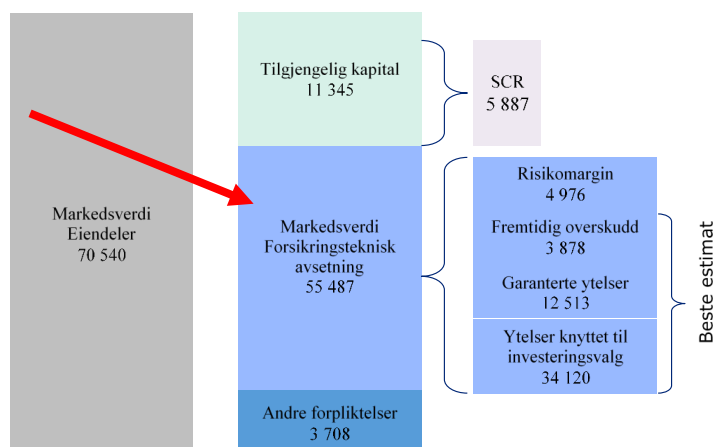 Markedsverdi
Eiendeler
70 540
Tilgjengelig kapital
11 345
SCR
5 887
Markedsverdi
Forsikringsteknisk
avsetning
55 487
Risikomargin
4 976
Fremtidig overskudd
3 878
Garanterte ytelser
12 513
Ytelser knyttet til
investeringsvalg
34 120
Beste estimat
Andre forpliktelser
3 708